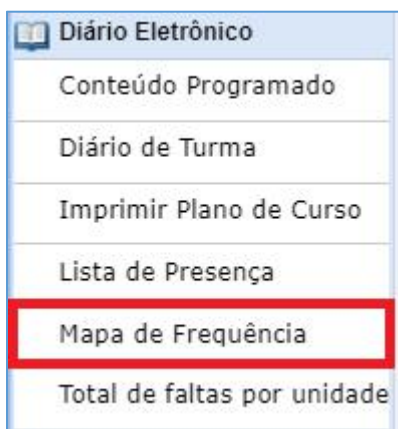 Diário Eletrônico
Conteúdo Programado
Diário de Turma
Imprimir Plano de Curso
Lista de Presença
Mapa de Frequência
Total de faltas por unidade